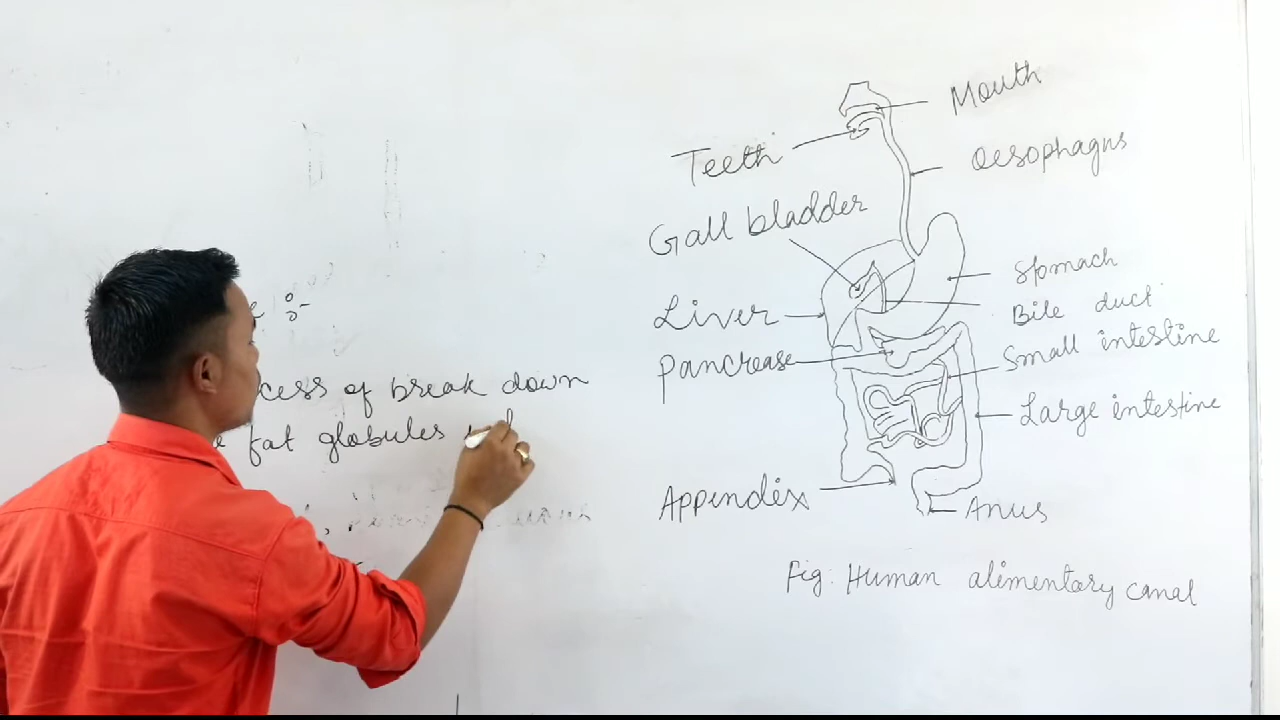 :-
cess of break down
fat globules
Mouth
Teeth
Oesophagus
Gall bladder
Stomach
Liver
Bile duct
Pancrease
Small intestine
Large intestine
Appendix
Anus
Fig: Human alimentary canal